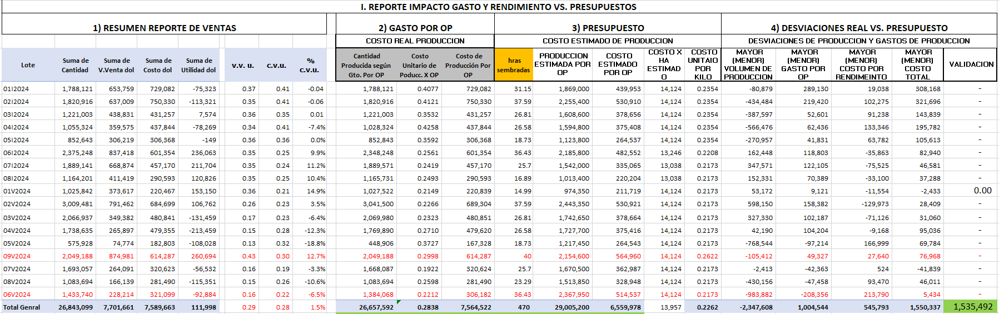 I. REPORTE IMPACTO GASTO Y RENDIMIENTO VS. PRESUPUESTOS
1) RESUMEN REPORTE DE VENTAS 2) GASTO POR OP 3) PRESUPUESTO 4) DESVIACIONES REAL VS. PRESUPUESTO
COSTO REAL PRODUCCION COSTO ESTIMADO DE PRODUCCION DESVIACIONES DE PRODUCCION Y GASTOS DE PRODUCCION
Lote Suma de Cantidad Suma de V.Venta dol Suma de Costo dol Suma de Utilidad dol v.v. u. c.v.u. % c.v.u. Cantidad Producida según Gto. Por OP Costo Unitario de Poducc. X OP Costo de Producción Por OP hras sembradas PRODUCCION ESTIMADA POR OP COSTO ESTIMADO POR OP COSTO X HA ESTIMADO COSTO UNITAIO POR KILO MAYOR (MENOR) VOLUMEN DE PRODUCCION MAYOR (MENOR) GASTO POR OP MAYOR (MENOR) COSTO POR RENDIMEINTO MAYOR (MENOR) COSTO TOTAL VALIDACION
01I2024 1,788,121 653,759 729,082 -75,323 0.37 0.41 -0.04 1,788,121 0.4077 729,082 31.15 1,869,000 439,953 14,124 0.2354 -80,879 289,130 19,038 308,168 -
02I2024 1,820,916 637,009 750,330 -113,321 0.35 0.41 -0.06 1,820,916 0.4121 750,330 37.59 2,255,400 530,910 14,124 0.2354 -434,484 219,420 102,275 321,696 -
03I2024 1,221,003 438,831 431,257 7,574 0.36 0.35 0.01 1,221,003 0.3532 431,257 26.81 1,608,600 378,656 14,124 0.2354 -387,597 52,601 91,238 143,839 -
04I2024 1,055,324 359,575 437,844 -78,269 0.34 0.41 -7.4% 1,028,324 0.4258 437,844 26.58 1,594,800 375,408 14,124 0.2354 -566,476 62,436 133,346 195,782 -
05I2024 852,643 306,219 306,368 -149 0.36 0.36 0.0% 852,843 0.3592 306,368 18.73 1,123,800 264,537 14,124 0.2354 -270,957 41,831 63,782 105,613 -
06I2024 2,375,248 837,418 601,354 236,063 0.35 0.25 9.9% 2,348,248 0.2561 601,354 36.43 2,185,800 482,552 13,246 0.2208 162,448 118,803 -35,863 82,940 -
07I2024 1,889,141 668,874 457,170 211,704 0.35 0.24 11.2% 1,889,571 0.2419 457,170 25.7 1,542,000 335,065 13,038 0.2173 347,571 122,105 -75,525 46,581 -
08I2024 1,164,201 411,419 290,593 120,826 0.35 0.25 10.4% 1,165,731 0.2493 290,593 16.89 1,013,400 220,204 13,038 0.2173 152,331 70,389 -33,100 37,288 -
01V2024 1,025,842 373,617 220,467 153,150 0.36 0.21 14.9% 1,027,522 0.2149 220,839 14.99 974,350 211,719 14,124 0.2173 53,172 9,121 -11,554 -2,433 0.00
02V2024 3,009,481 791,462 684,699 106,762 0.26 0.23 3.5% 3,041,500 0.2266 689,304 37.59 2,443,350 530,921 14,124 0.2173 598,150 158,382 -129,973 28,409 -
03V2024 2,066,937 349,382 480,841 -131,459 0.17 0.23 -6.4% 2,069,980 0.2323 480,851 26.81 1,742,650 378,664 14,124 0.2173 327,330 102,187 -71,126 31,060 -
04V2024 1,738,635 265,897 479,355 -213,459 0.15 0.28 -12.3% 1,769,890 0.2710 479,620 26.58 1,727,700 375,416 14,124 0.2173 42,190 104,204 -9,168 95,036 -
05V2024 575,928 74,774 182,803 -108,028 0.13 0.32 -18.8% 448,906 0.3727 167,328 18.73 1,217,450 264,543 14,124 0.2173 -768,544 -97,214 166,999 69,784 -
09V2024 2,049,188 874,981 614,287 260,694 0.43 0.30 12.7% 2,049,188 0.2998 614,287 40 2,154,600 564,960 14,124 0.2622 -105,412 49,327 27,640 76,968 -
07V2024 1,693,057 264,091 320,623 -56,532 0.16 0.19 -3.3% 1,668,087 0.1922 320,624 25.7 1,670,500 362,987 14,124 0.2173 -2,413 -42,363 524 -41,839 -
08V2024 1,083,694 166,139 281,490 -115,351 0.15 0.26 -10.6% 1,083,694 0.2598 281,490 23.29 1,513,850 328,948 14,124 0.2173 -430,156 -47,458 93,470 46,011 -
06V2024 1,433,740 228,214 321,099 -92,884 0.16 0.22 -6.5% 1,384,068 0.2212 306,182 36.43 2,367,950 514,537 14,124 0.2173 -983,882 -208,356 213,790 5,434 -
Total Genral 26,843,099 7,701,661 7,589,663 111,998 0.29 0.28 1.5% 26,657,592 0.2838 7,564,522 470 29,005,200 6,559,978 13,957 0.2262 -2,347,608 1,004,544 545,793 1,550,337 1,535,492